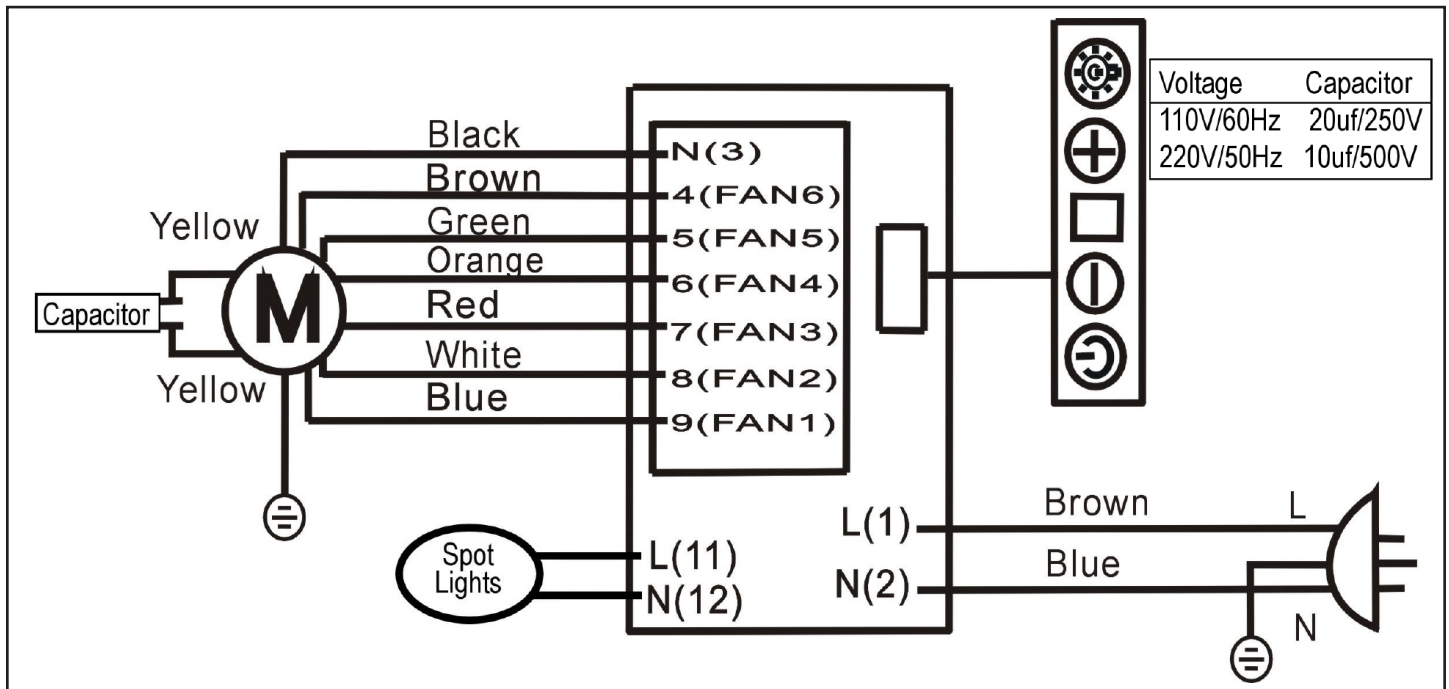 Voltage Capacitor
110V/60Hz 20uf/250V
220V/50Hz 10uf/500V
Black
N(3)
Brown
4(FAN6)
Yellow
Green
5(FAN5)
Orange
6(FAN4)
M
Capacitor
Red
7(FAN3)
White
8(FAN2)
Yellow
Blue
9(FAN1)
Brown
L
L(1)
Spot
Lights
L(11)
N(12)
Blue
N(2)
N